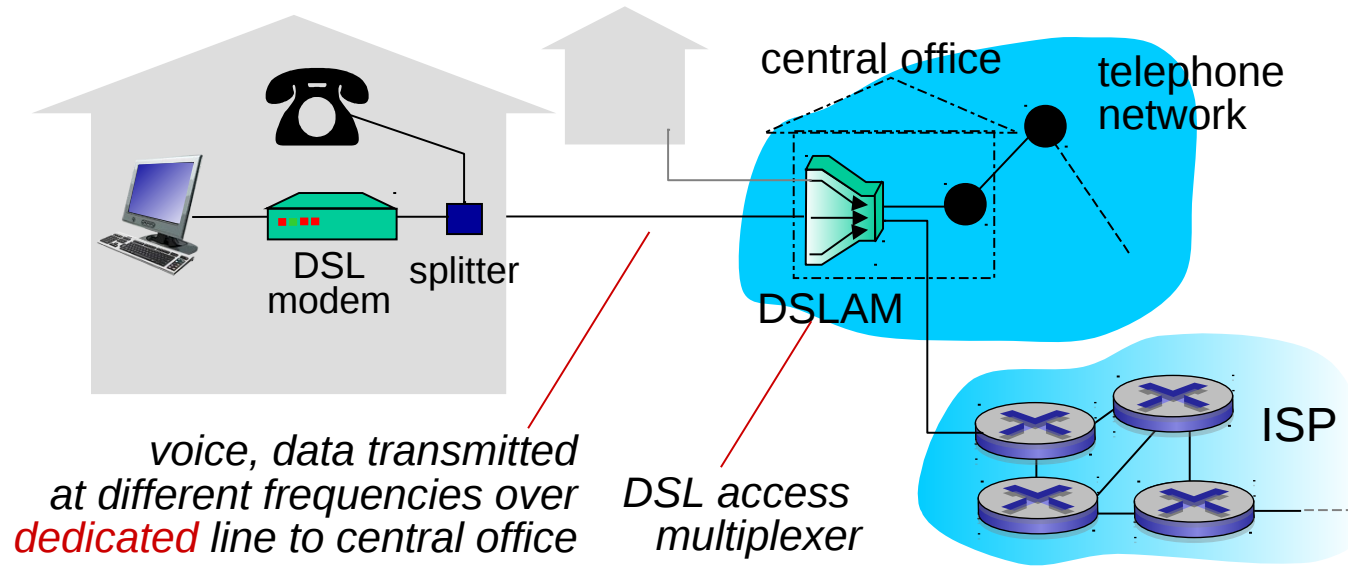 central office
telephone
network
DSL
modem
splitter
DSLAM
ISP
voice, data transmitted
at different frequencies over
dedicated line to central office
DSL access
multiplexer